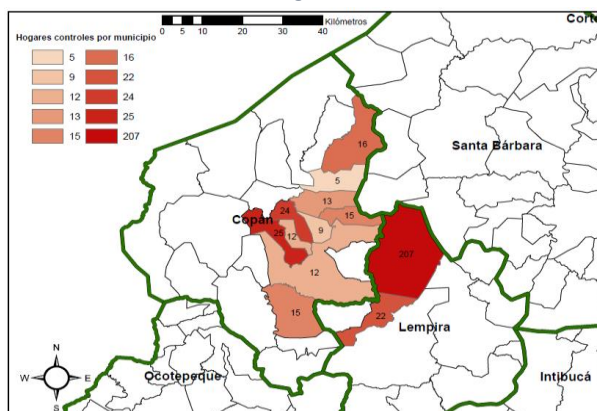 0 5 10 20 30 40
Kilómetros
Corte
Hogares controles por municipio
5 16
9 22
12 24
13 25
15 207
16
Santa Bárbara
5
13
24 15
Copán
25 12 9
207
12
15 22
Lempira
N
W E
S
Ocotepeque
Intibucá